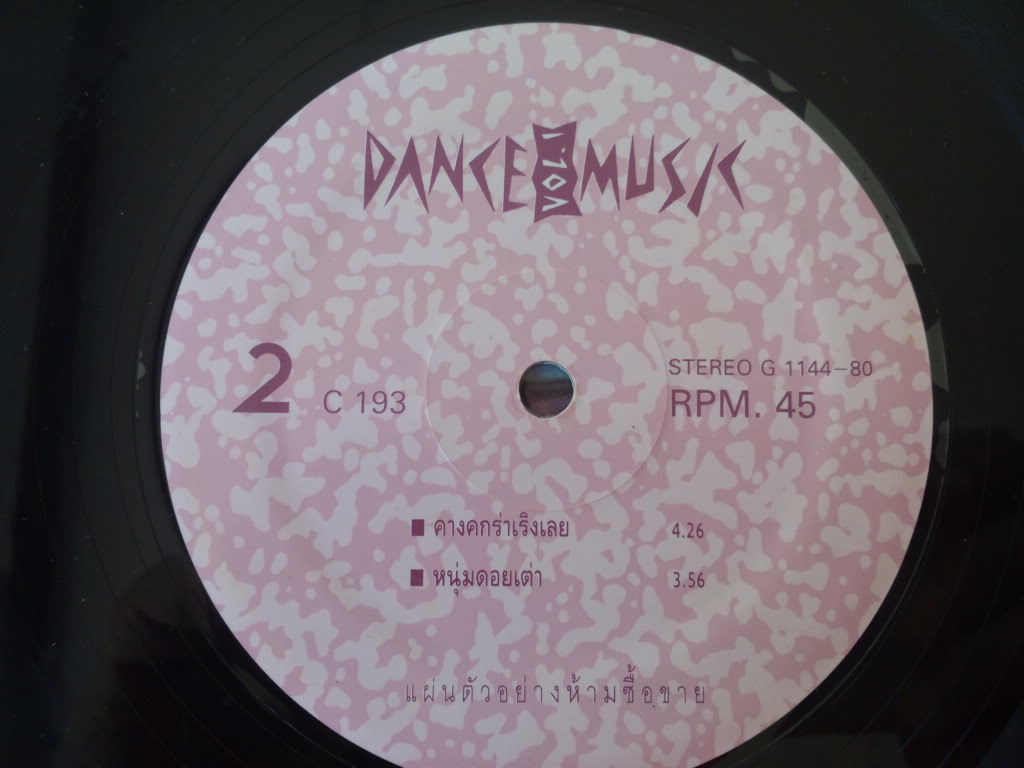 DANCE VOL.1 MUSIC
2 C 193
STEREO G 1144-80
RPM. 45
■ คางคกร่าเริงเลย 4.26
■ หนุ่มดอยเต่า 3.56
แผ่นตัวอย่างห้ามซื้อขาย